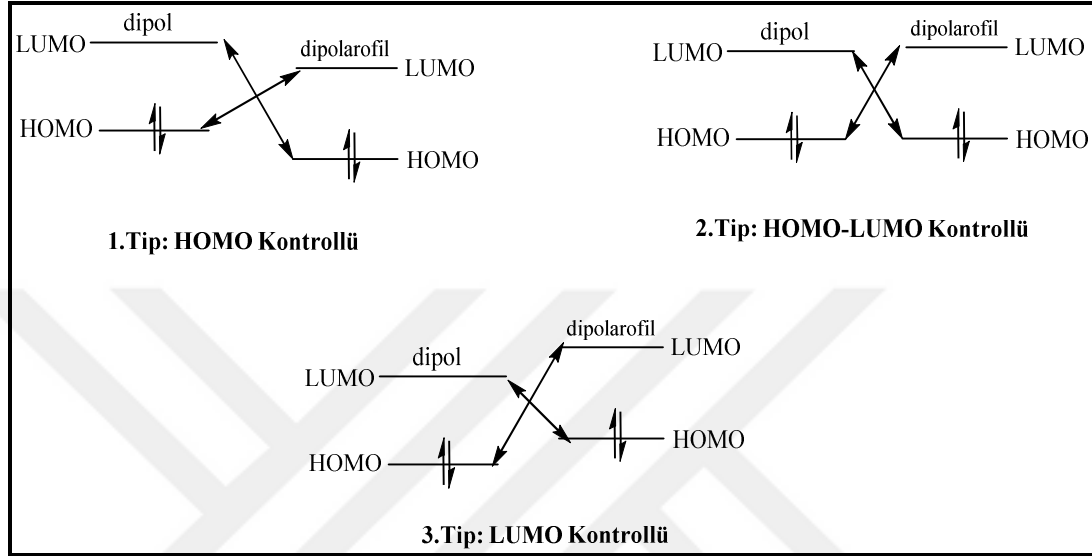 dipol
LUMO
dipolarofil
LUMO
HOMO
HOMO
1.Tip: HOMO Kontrollü
dipol
LUMO
dipolarofil
LUMO
HOMO
HOMO
2.Tip: HOMO-LUMO Kontrollü
dipolarofil
LUMO
dipol
LUMO
HOMO
HOMO
3.Tip: LUMO Kontrollü